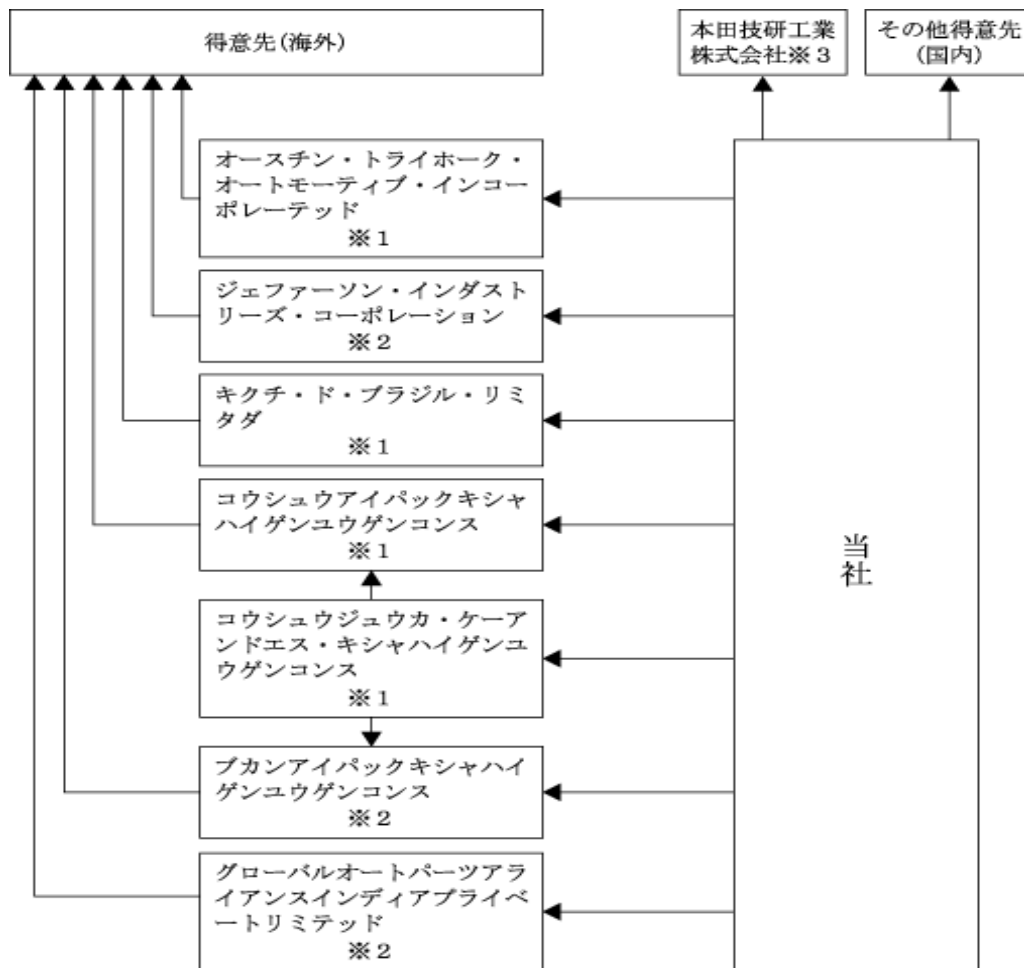 得意先(海外)
本田技研工業
株式会社※3
その他得意先
(国内)
オースチン・トライホーク・
オートモーティブ・インコー
ポレーテッド
※1
ジェファーソン・インダスト
リーズ・コーポレーション
※2
キクチ・ド・ブラジル・リミ
タダ
※1
コウシュウアイパックキシャ
ハイゲンユウゲンコンス
※1
コウシュウジュウカ・ケーア
ンドエス・キシャハイゲンユ
ウゲンコンス
※1
ブカンアイパックキシャハイ
ゲンユウゲンコンス
※2
グローバルオートパーツアラ
イアンスインディアプライベ
ートリミテッド
※2
当
社